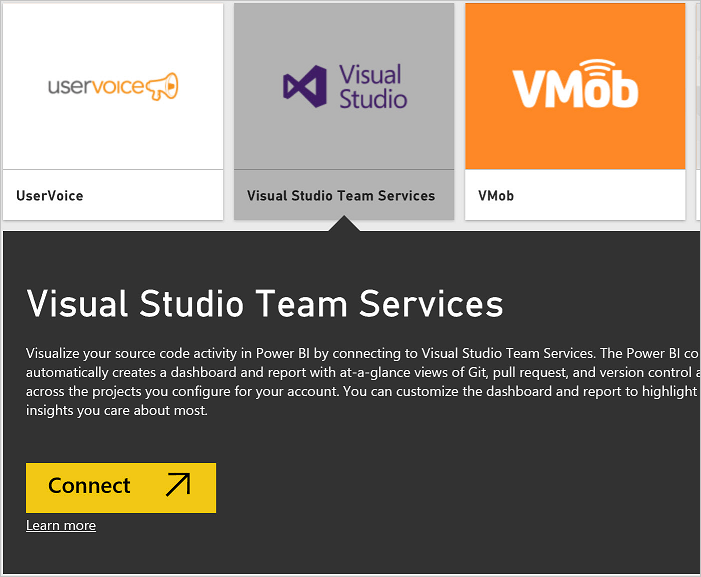 uservoice
Visual
Studio
VMob
UserVoice
Visual Studio Team Services
VMob
Visual Studio Team Services
Visualize your source code activity in Power BI by connecting to Visual Studio Team Services. The Power BI co
automatically creates a dashboard and report with at-a-glance views of Git, pull request, and version control a
across the projects you configure for your account. You can customize the dashboard and report to highlight
insights you care about most.
Connect
Learn more